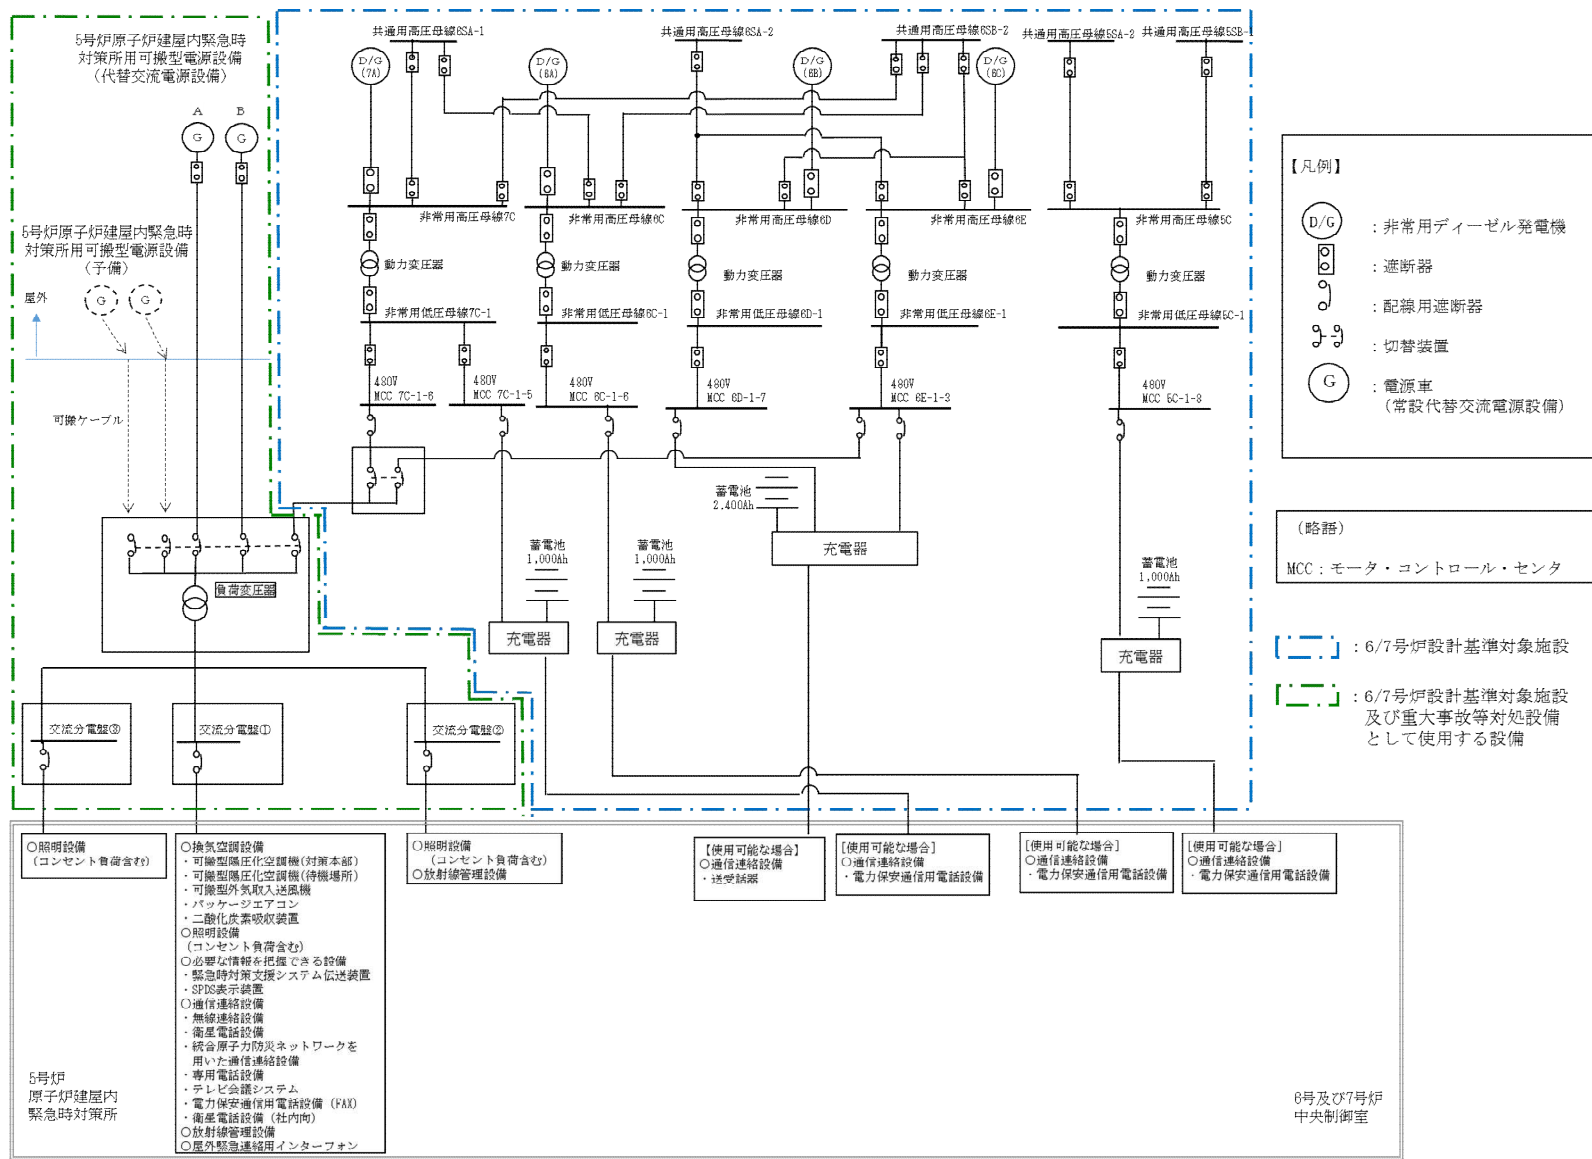 5号炉原子炉建屋内緊急時
対策所用可搬型電源設備
(代替交流電源設備)
A
B
G
G
5号炉原子炉建屋内緊急時
対策所用可搬型電源設備
(予備)
G
G
屋外
可搬ケーブル
負荷変圧器
交流分電盤③
交流分電盤①
交流分電盤②
共通用高圧母線6SA-1
共通用高圧母線6SA-2
共通用高圧母線6SB-2
共通用高圧母線5SA-2
共通用高圧母線5SB-1
D/G
(7A)
D/G
(6A)
D/G
(6B)
D/G
(6C)
非常用高圧母線7C
非常用高圧母線6C
非常用高圧母線6D
非常用高圧母線6E
非常用高圧母線5C
動力変圧器
動力変圧器
動力変圧器
動力変圧器
動力変圧器
非常用低圧母線7C-1
非常用低圧母線6C-1
非常用低圧母線6D-1
非常用低圧母線6E-1
非常用低圧母線5C-1
480V
MCC 7C-1-6
480V
MCC 7C-1-5
480V
MCC 6C-1-6
480V
MCC 6D-1-7
480V
MCC 6E-1-3
480V
MCC 5C-1-8
蓄電池
2,400Ah
充電器
蓄電池
1,000Ah
充電器
蓄電池
1,000Ah
充電器
蓄電池
1,000Ah
充電器
【凡例】
D/G
:非常用ディーゼル発電機
:遮断器
:配線用遮断器
:切替装置
G
:電源車
(常設代替交流電源設備)
(略語)
MCC:モータ・コントロール・センタ
:6/7号炉設計基準対象施設
:6/7号炉設計基準対象施設
及び重大事故等対処設備
として使用する設備
○照明設備
(コンセント負荷含む)
○換気空調設備
・可搬型陽圧化空調機(対策本部)
・可搬型陽圧化空調機(待機場所)
・可搬型外気取入送風機
・パッケージエアコン
・二酸化炭素吸収装置
○照明設備
(コンセント負荷含む)
○必要な情報を把握できる設備
・緊急時対策支援システム伝送装置
・SPDS表示装置
○通信連絡設備
・無線連絡設備
・衛星電話設備
・統合原子力防災ネットワークを
用いた通信連絡設備
・専用電話設備
・テレビ会議システム
・電力保安通信用電話設備(FAX)
・衛星電話設備(社内向)
○放射線管理設備
○屋外緊急連絡用インターフォン
○照明設備
(コンセント負荷含む)
○放射線管理設備
【使用可能な場合】
○通信連絡設備
・送受話器
[使用可能な場合]
○通信連絡設備
・電力保安通信用電話設備
[使用可能な場合]
○通信連絡設備
・電力保安通信用電話設備
[使用可能な場合]
○通信連絡設備
・電力保安通信用電話設備
5号炉
原子炉建屋内
緊急時対策所
6号及び7号炉
中央制御室